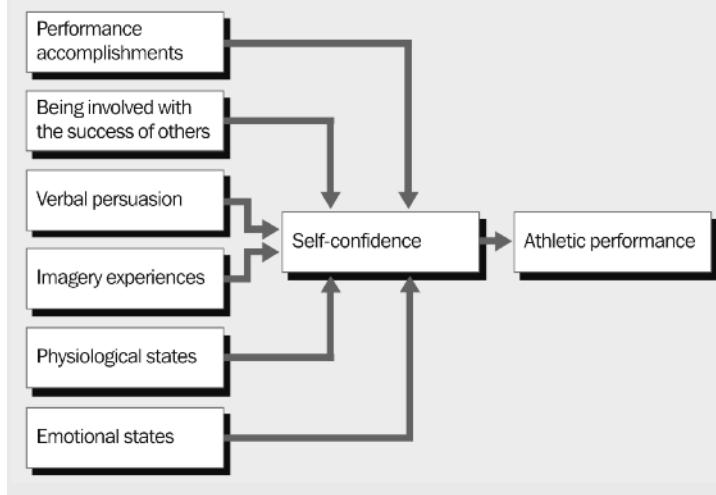 Performance
accomplishments
Being involved with
the success of others
Verbal persuasion
Imagery experiences
Physiological states
Emotional states
Self-confidence
Athletic performance